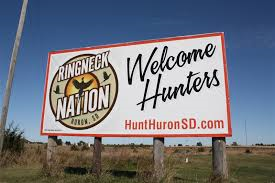 RINGNECK
NATION
HURON, SD
Welcome
Hunters
HuntHuronSD.com